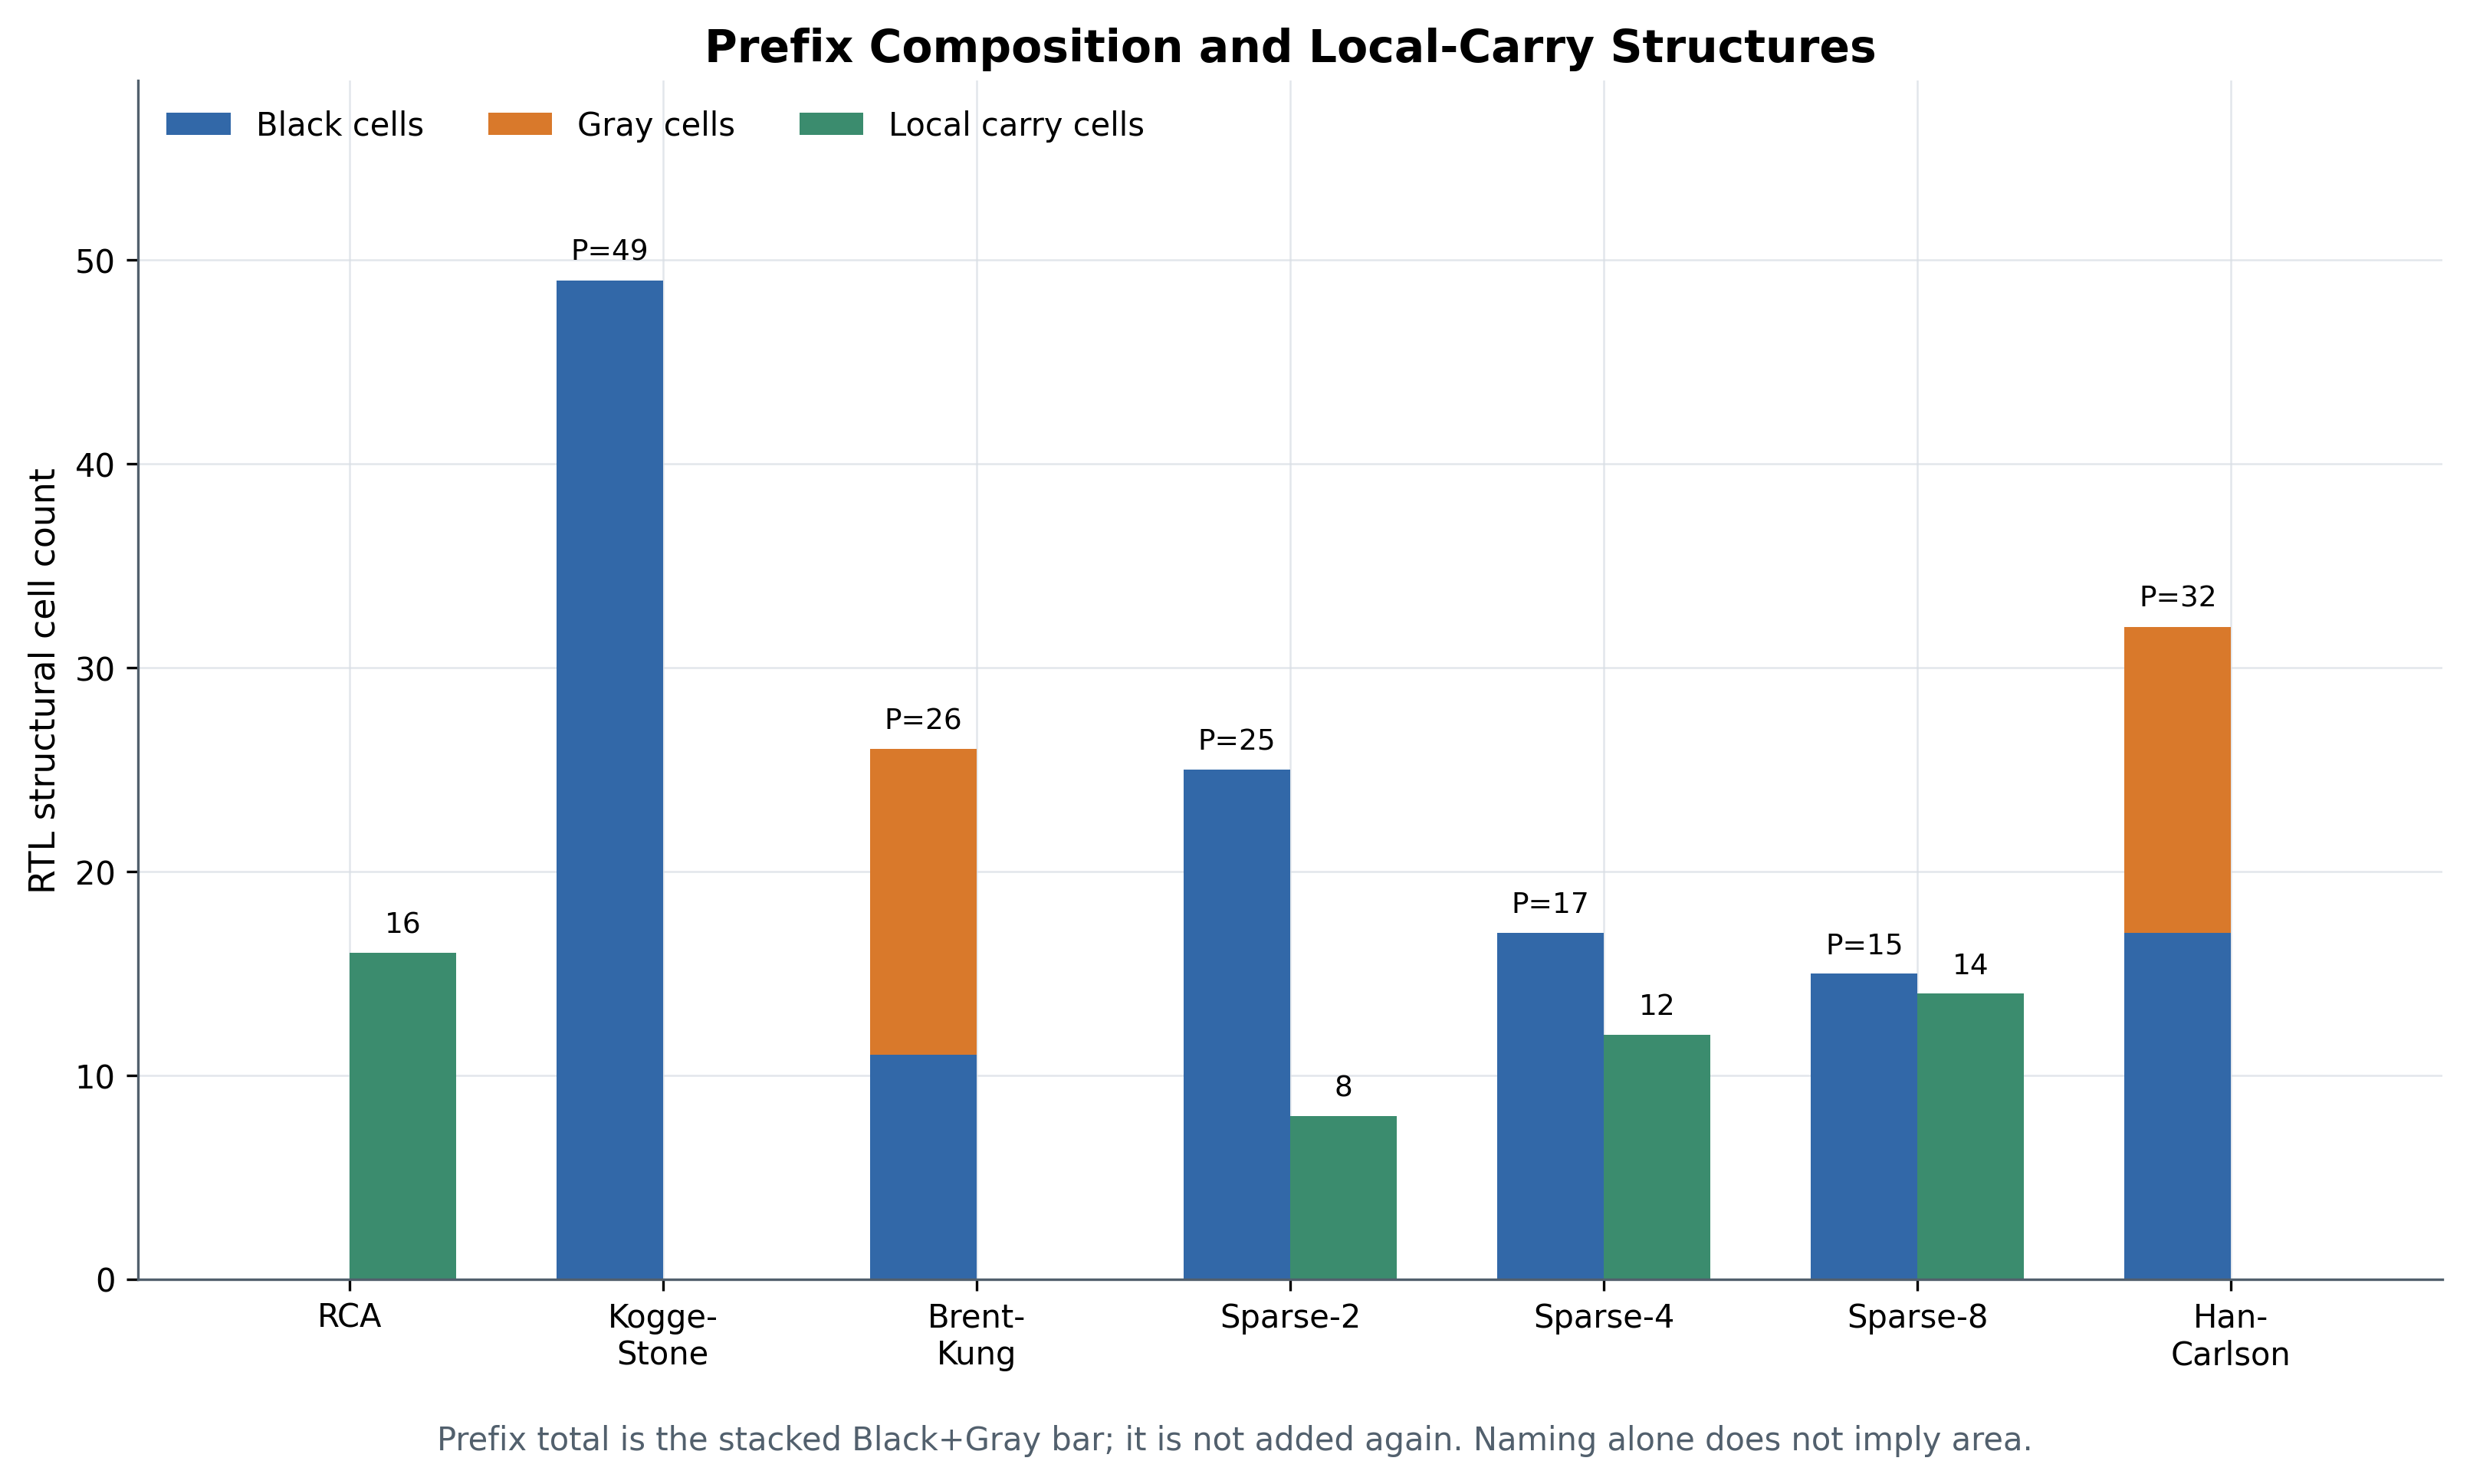 Prefix Composition and Local-Carry Structures
Black cells
Gray cells
Local carry cells
RTL structural cell count
50
40
30
20
10
0
16
P=49
P=26
P=25
8
P=17
12
P=15
14
P=32
RCA
Kogge-
Stone
Brent-
Kung
Sparse-2
Sparse-4
Sparse-8
Han-
Carlson
Prefix total is the stacked Black+Gray bar; it is not added again. Naming alone does not imply area.